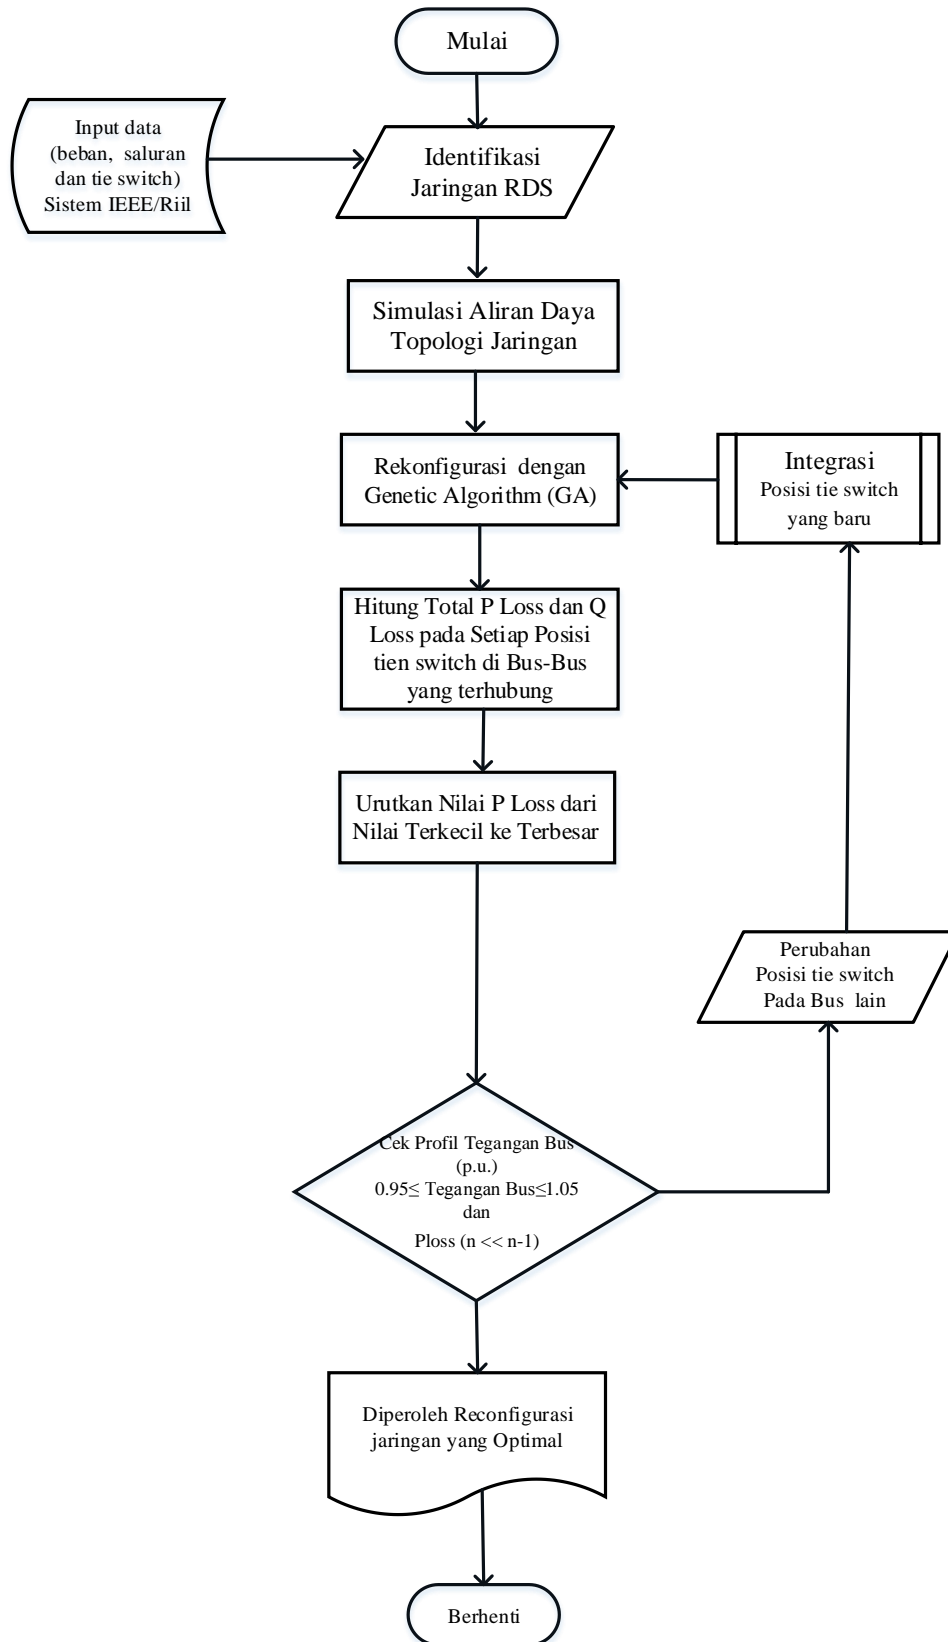 Mulai
Input data
(beban, saluran
dan tie switch)
Sistem IEEE/Riil
Identifikasi
Jaringan RDS
Simulasi Aliran Daya
Topologi Jaringan
Rekonfigurasi dengan
Genetic Algorithm (GA)
Integrasi
Posisi tie switch
yang baru
Hitung Total P Loss dan Q
Loss pada Setiap Posisi
tien switch di Bus-Bus
yang terhubung
Urutkan Nilai P Loss dari
Nilai Terkecil ke Terbesar
Perubahan
Posisi tie switch
Pada Bus lain
Cek Profil Tegangan Bus
(p.u.)
0.95≤ Tegangan Bus≤1.05
dan
Ploss (n << n-1)
Diperoleh Reconfigurasi
jaringan yang Optimal
Berhenti